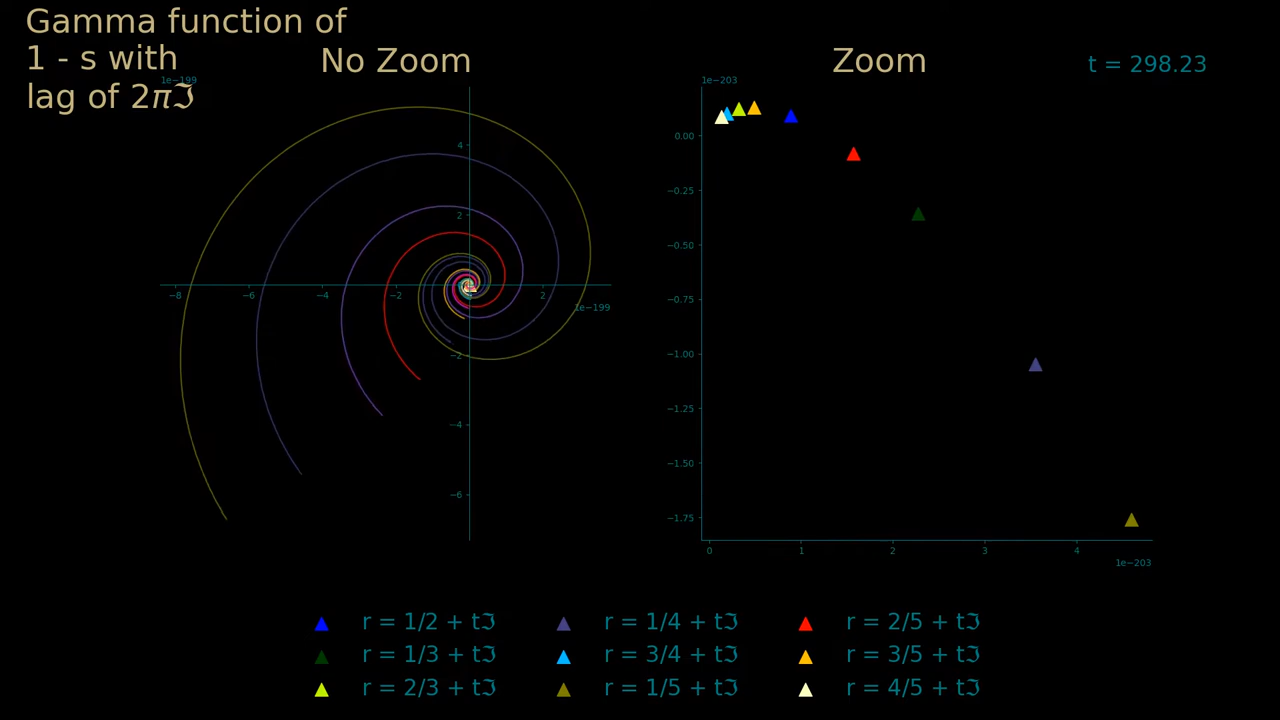 Gamma function of
1 - s with
lag of 2πℑ
No Zoom
Zoom
t = 298.23
1e−199
4
2
−8
−6
−4
−2
2
1e−199
−2
−4
−6
1e−203
0.00
−0.25
−0.50
−0.75
−1.00
−1.25
−1.50
−1.75
0
1
2
3
4
1e−203
r = 1/2 + tℑ
r = 1/4 + tℑ
r = 2/5 + tℑ
r = 1/3 + tℑ
r = 3/4 + tℑ
r = 3/5 + tℑ
r = 2/3 + tℑ
r = 1/5 + tℑ
r = 4/5 + tℑ